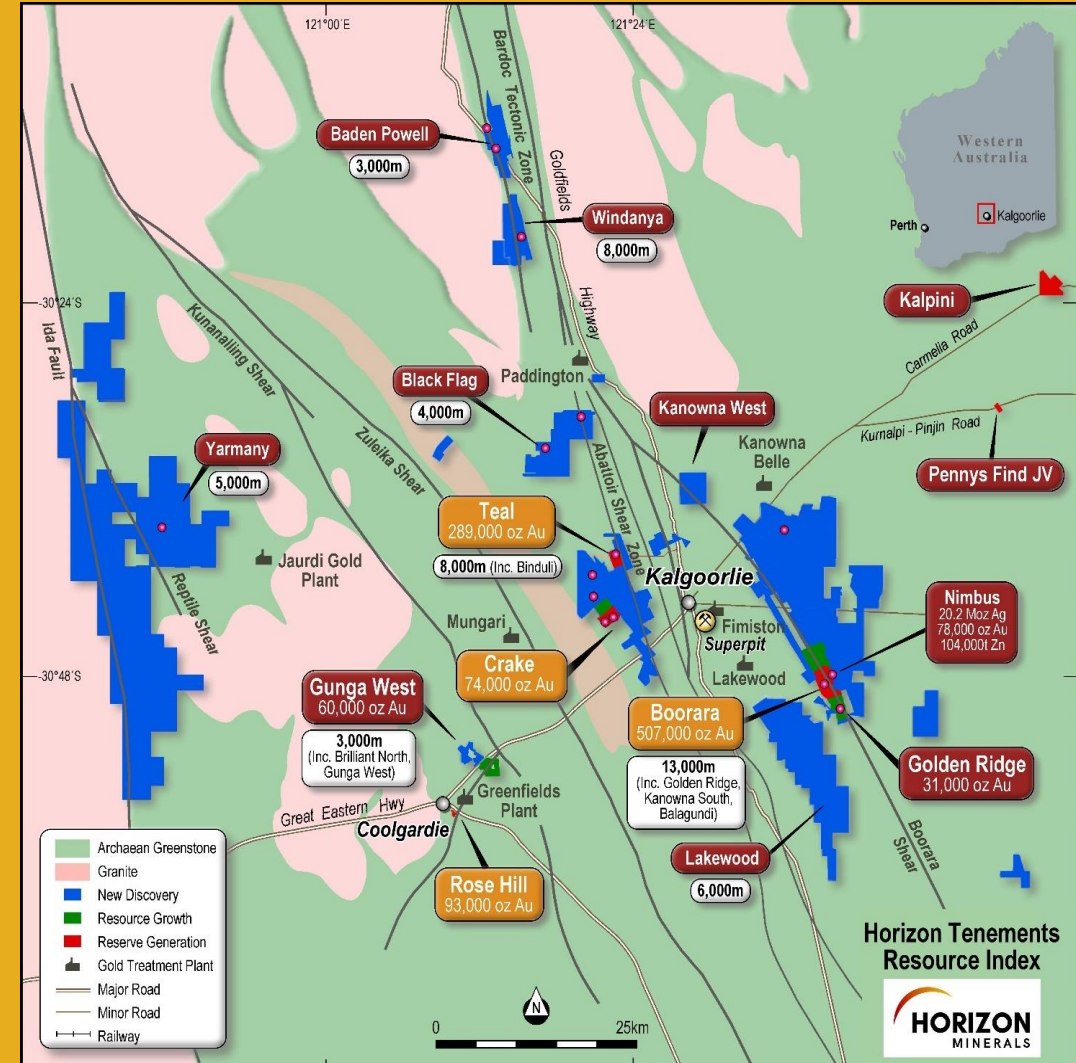 121°00´E
121°24´E
Bardoc Tectonic Zone
Baden Powell
3,000m
Goldfields
Windanya
8,000m
Western
Australia
Perth
Kalgoorlie
-30°24´S
Ida Fault
Kunanalling Shear
Highway
Kalpini
Carmelia Road
Black Flag
4,000m
Paddington
Kanowna West
Kurnalpi - Pinjin Road
Kanowna
Belle
Pennys Find JV
Yarmany
5,000m
Zuleika Shear
Abattoir Shear Zone
Teal
289,000 oz Au
8,000m (Inc. Binduli)
Jaurdi Gold
Plant
Reptile Shear
Kalgoorlie
Mungari
Fimiston
Superpit
Nimbus
20.2 Moz Ag
78,000 oz Au
104,000t Zn
Crake
74,000 oz Au
Lakewood
-30°48´S
Gunga West
60,000 oz Au
3,000m
(Inc. Brilliant North,
Gunga West)
Boorara
507,000 oz Au
13,000m
(Inc. Golden Ridge,
Kanowna South,
Balagundi)
Golden Ridge
31,000 oz Au
Greenfields
Plant
Great Eastern Hwy
Coolgardie
Boorara
Shear
Lakewood
6,000m
Rose Hill
93,000 oz Au
Archaean Greenstone
Granite
New Discovery
Resource Growth
Reserve Generation
Gold Treatment Plant
Major Road
Minor Road
Railway
N
0 25km
Horizon Tenements
Resource Index
HORIZON
MINERALS